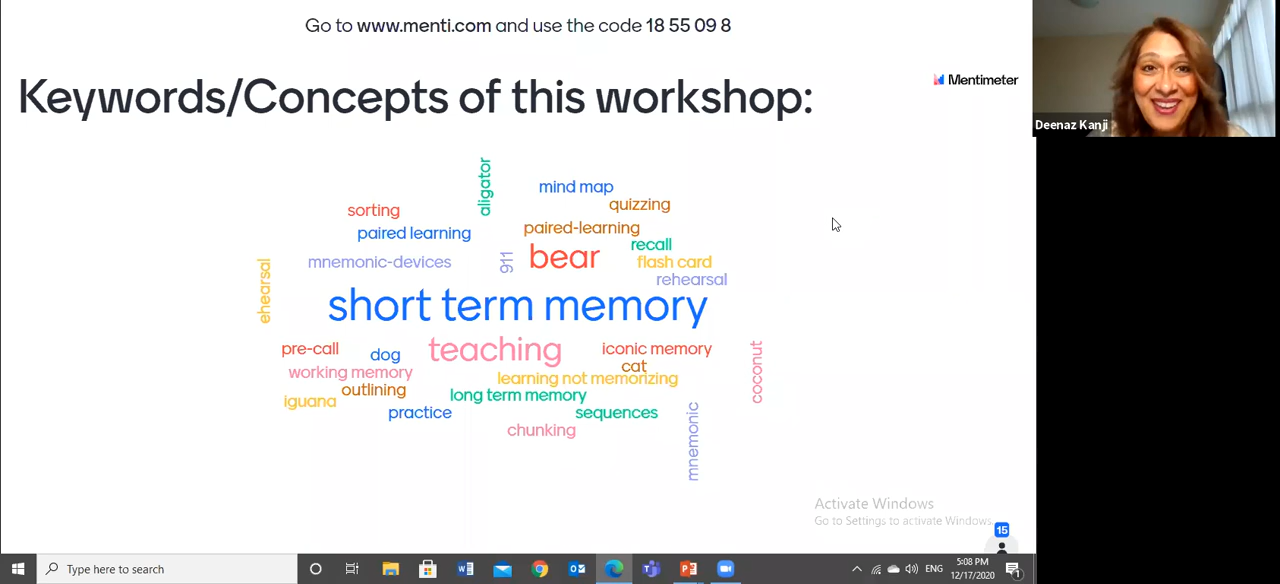 Go to www.menti.com and use the code 18 55 09 8
Keywords/Concepts of this workshop:
Mentimeter
Deenaz Kanji
aligator
mind map
quizzing
sorting
paired learning
paired-learning
recall
mnemonic-devices
911
bear
flash card
rehearsal
ehearsal
short term memory
pre-call
dog
teaching
iconic memory
cat
coconut
working memory
learning not memorizing
outlining
iguana
long term memory
practice
sequences
mnemonic
chunking
Activate Windows
Go to Settings to activate Windows.
15
Type here to search
ENG
5:08 PM
12/17/2020
1